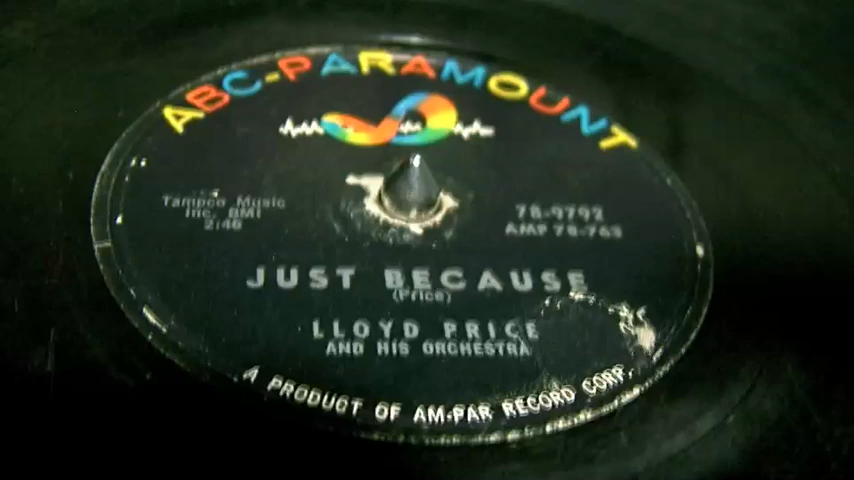 ABC-PARAMOUNT
Tampco Music
Inc. BMI
2:40
78-9792
AMP 78-765
JUST BECAUSE
(Price)
LLOYD PRICE
AND HIS ORCHESTRA
A PRODUCT OF AM-PAR RECORD CORP.